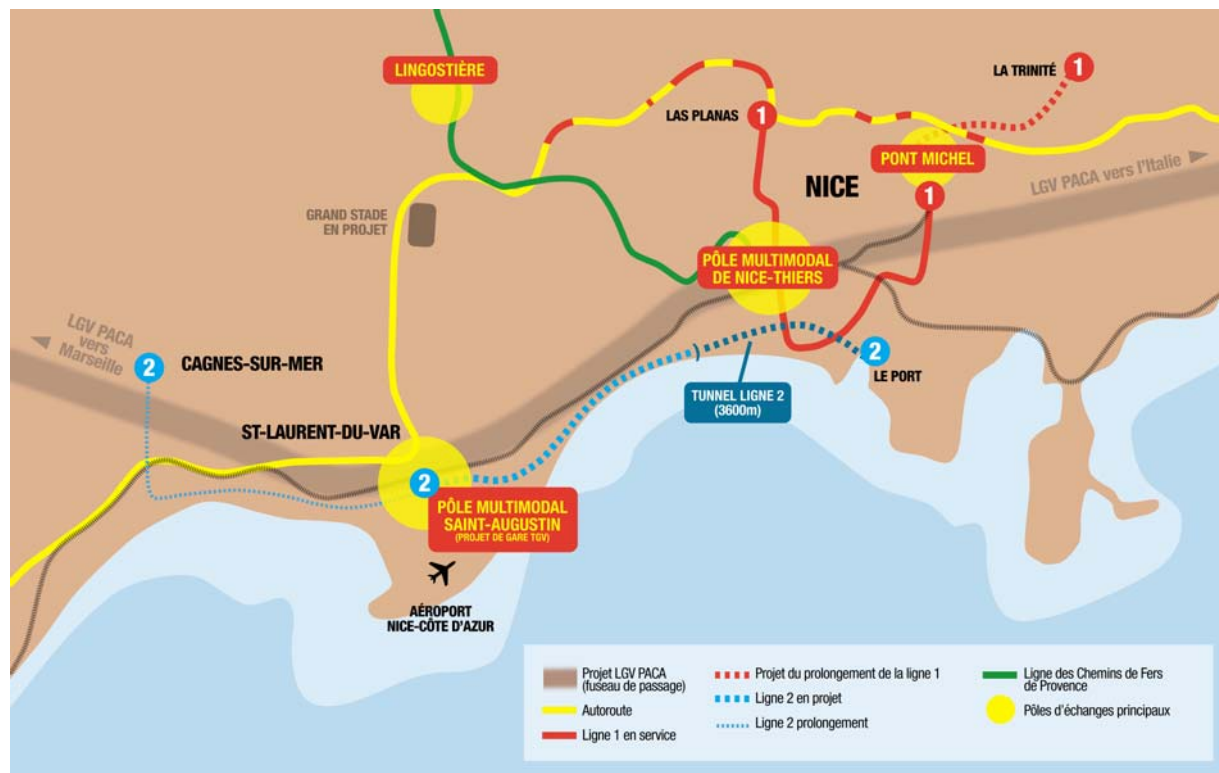 LINGOSTIÈRE
LA TRINITÉ
1
LAS PLANAS
1
PONT MICHEL
NICE
1
LGV PACA vers l'Italie
GRAND STADE
EN PROJET
PÔLE MULTIMODAL
DE NICE-THIERS
LGV PACA
vers
Marseille
2
CAGNES-SUR-MER
2
LE PORT
TUNNEL LIGNE 2
(3600m)
ST-LAURENT-DU-VAR
2
PÔLE MULTIMODAL
SAINT-AUGUSTIN
(PROJET DE GARE TGV)
AÉROPORT
NICE-CÔTE D'AZUR
Projet LGV PACA
(fuseau de passage)
Autoroute
Ligne 1 en service
Projet du prolongement de la ligne 1
Ligne 2 en projet
Ligne 2 prolongement
Ligne des Chemins de Fers
de Provence
Pôles d'échanges principaux